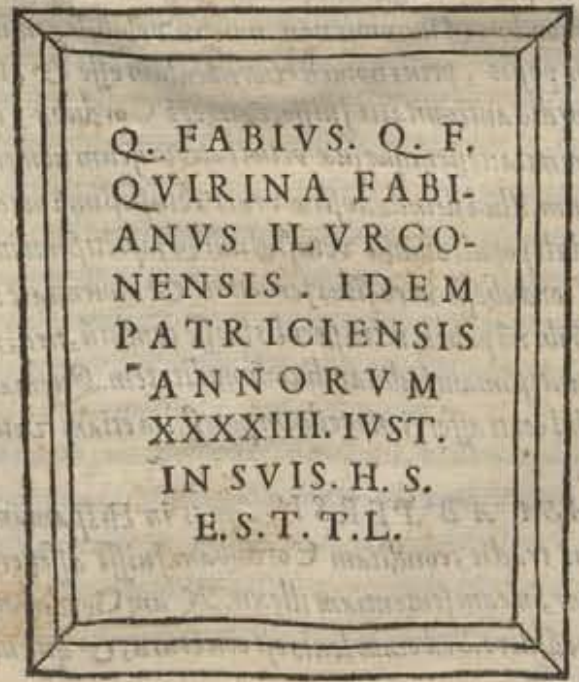 Q. FABIVS. Q. F.
QVIRINA FABI-
ANVS ILVRCO-
NENSIS. IDEM
PATRICIENSIS
ANNORVM
XXXXIIII. IVST.
IN SVIS. H. S.
E. S. T. T. L.